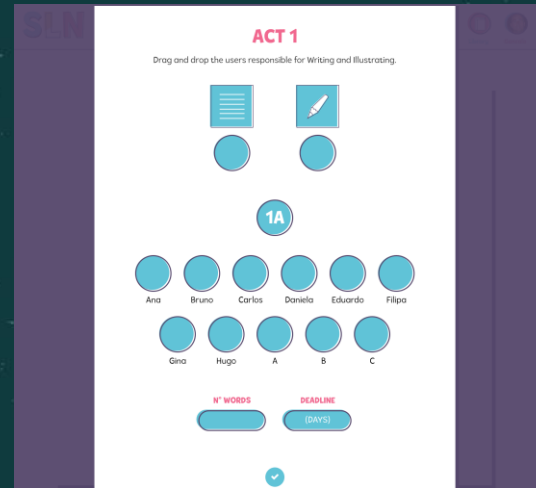 SLN
ACT 1
Drag and drop the users responsible for Writing and Illustrating.
1A
Ana Bruno Carlos Daniela Eduardo Filipa
Gina Hugo A B C
N° WORDS DEADLINE
(DAYS)